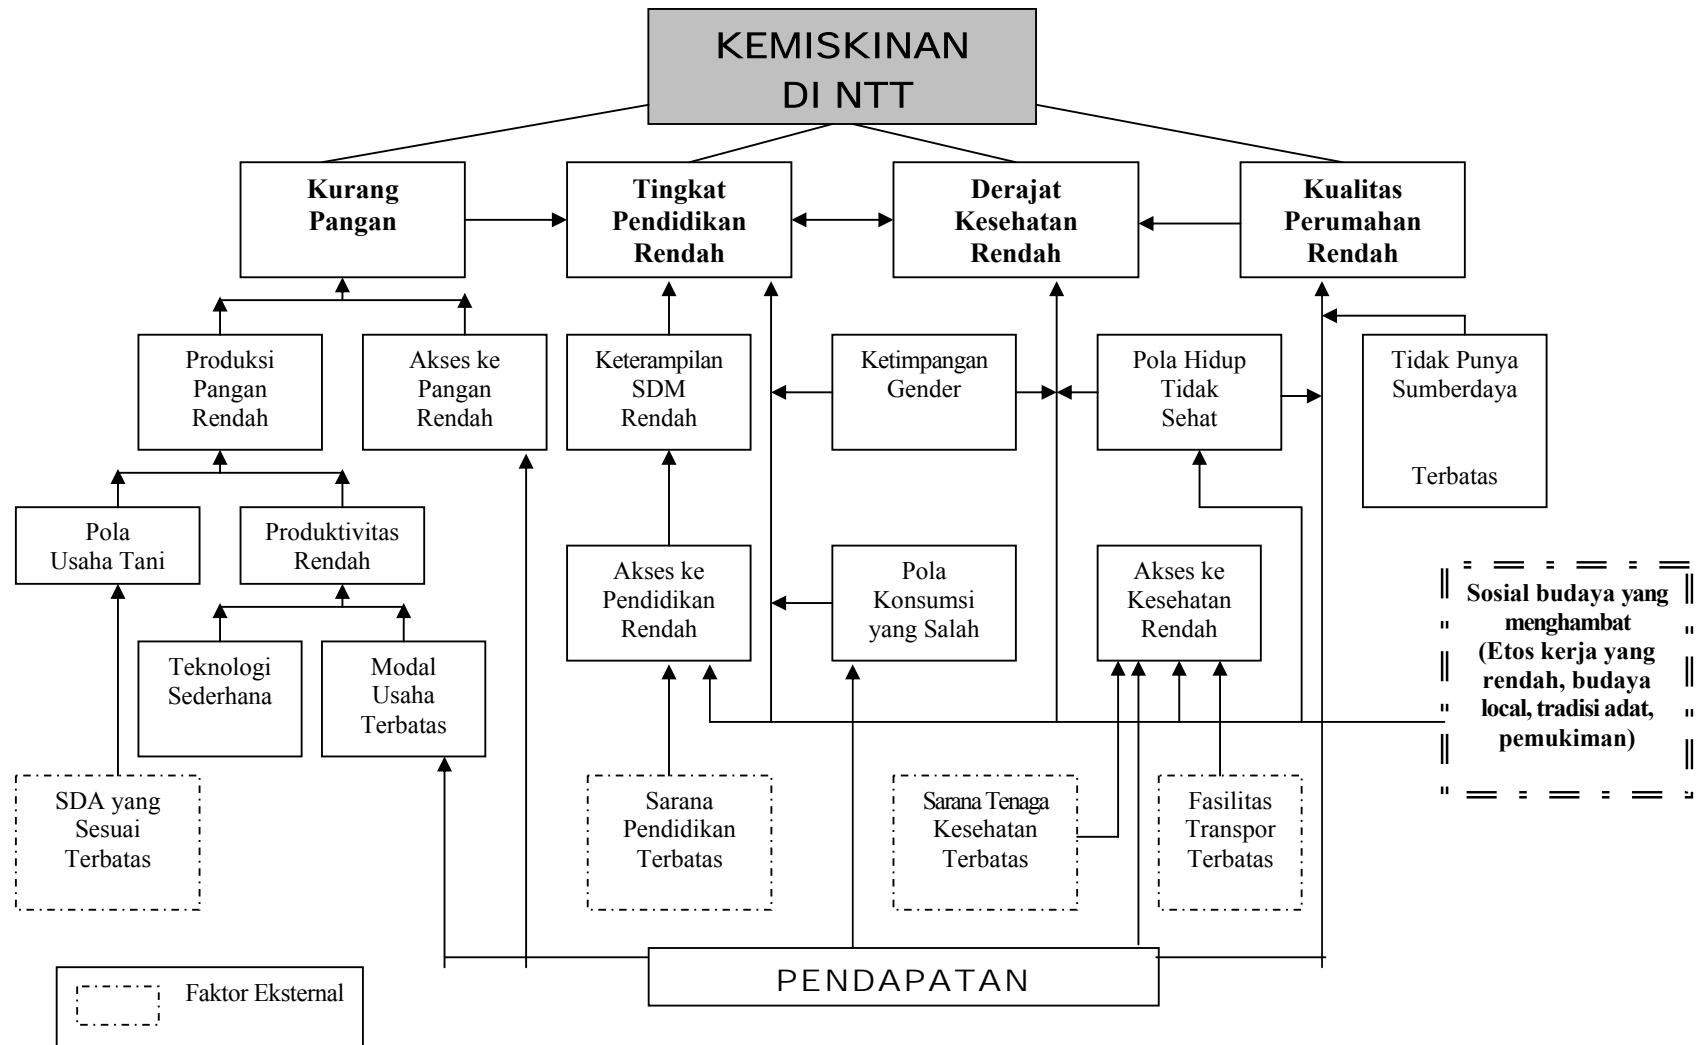 KEMISKINAN
DI NTT
Kurang
Pangan
Tingkat
Pendidikan
Rendah
Derajat
Kesehatan
Rendah
Kualitas
Perumahan
Rendah
Produksi
Pangan
Rendah
Akses ke
Pangan
Rendah
Keterampilan
SDM
Rendah
Ketimpangan
Gender
Pola Hidup
Tidak
Sehat
Tidak Punya
Sumberdaya
Terbatas
Pola
Usaha Tani
Produktivitas
Rendah
Akses ke
Pendidikan
Rendah
Pola
Konsumsi
yang Salah
Akses ke
Kesehatan
Rendah
Sosial budaya yang
menghambat
(Etos kerja yang
rendah, budaya
local, tradisi adat,
pemukiman)
Teknologi
Sederhana
Modal
Usaha
Terbatas
SDA yang
Sesuai
Terbatas
Sarana
Pendidikan
Terbatas
Sarana Tenaga
Kesehatan
Terbatas
Fasilitas
Transpor
Terbatas
PENDAPATAN
Faktor Eksternal